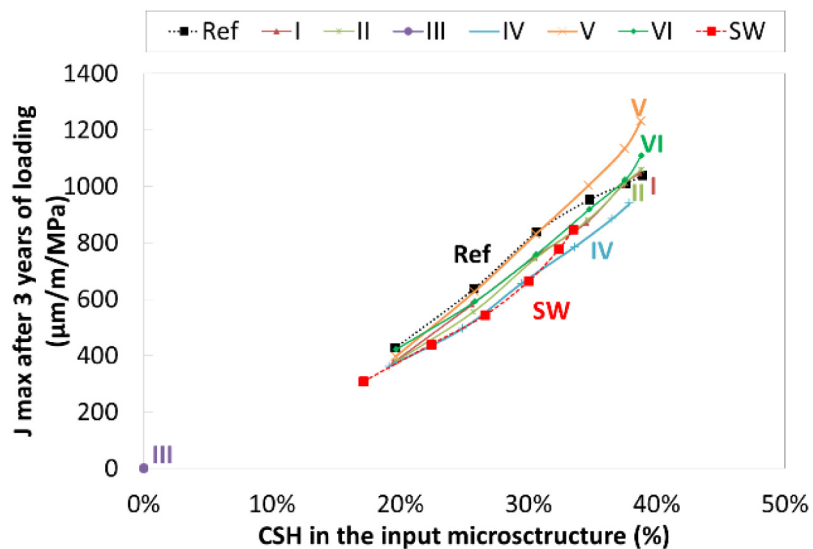 Ref I II III IV V VI SW
J max after 3 years of loading
(µm/m/MPa)
1400
1200
1000
800
600
400
200
0
V
VI
I
II
IV
Ref
SW
III
0% 10% 20% 30% 40% 50%
CSH in the input microsctructure (%)